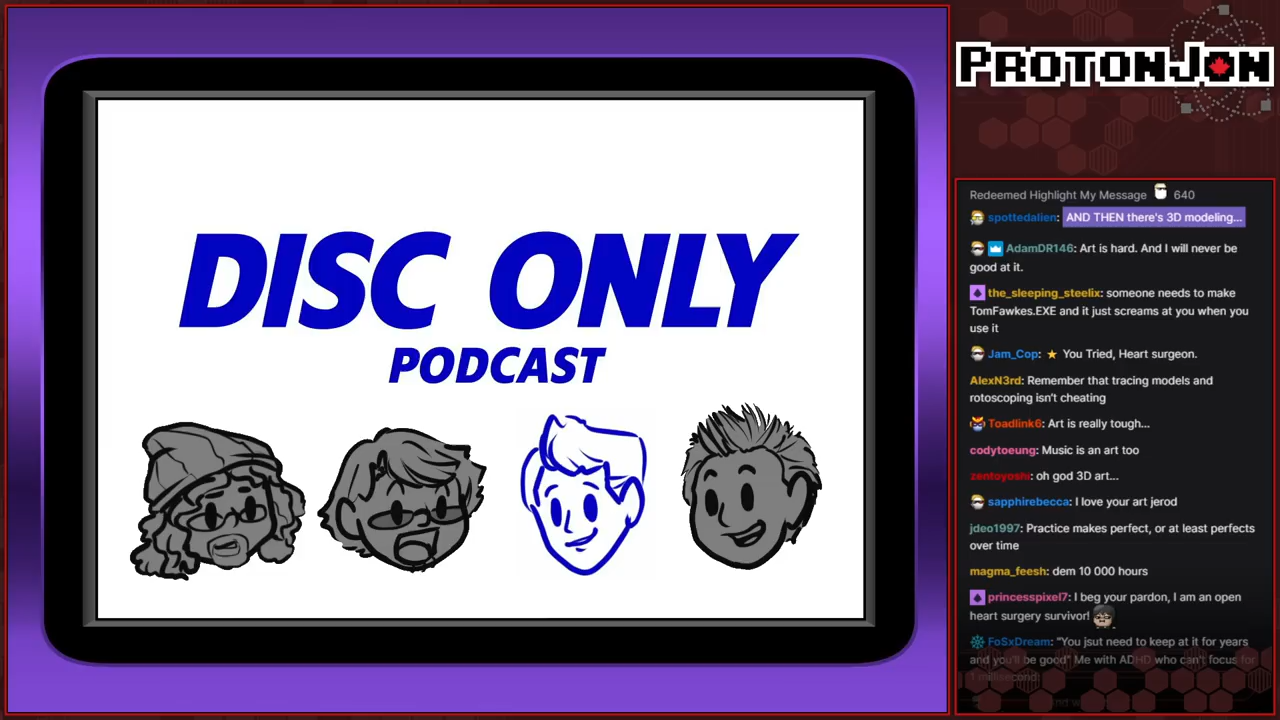 DISC ONLY
PODCAST
PROTONJON
Redeemed Highlight My Message 640
spottedalien: AND THEN there's 3D modeling...
AdamDR146: Art is hard. And I will never be
good at it.
the_sleeping_steelix: someone needs to make
TomFawkes.EXE and it just screams at you when you
use it
Jam_Cop: You Tried, Heart surgeon.
AlexN3rd: Remember that tracing models and
rotoscoping isn't cheating
Toadlink6: Art is really tough...
codytoeung: Music is an art too
zentoyoshi: oh god 3D art...
sapphirebecca: I love your art jerod
jdeo1997: Practice makes perfect, or at least perfects
over time
magma_feesh: dem 10 000 hours
princesspixel7: I beg your pardon, I am an open
heart surgery survivor!
FoSxDream: "You jsut need to keep at it for years
and you'll be good" Me with ADHD who can't focus for
1 millisecond: